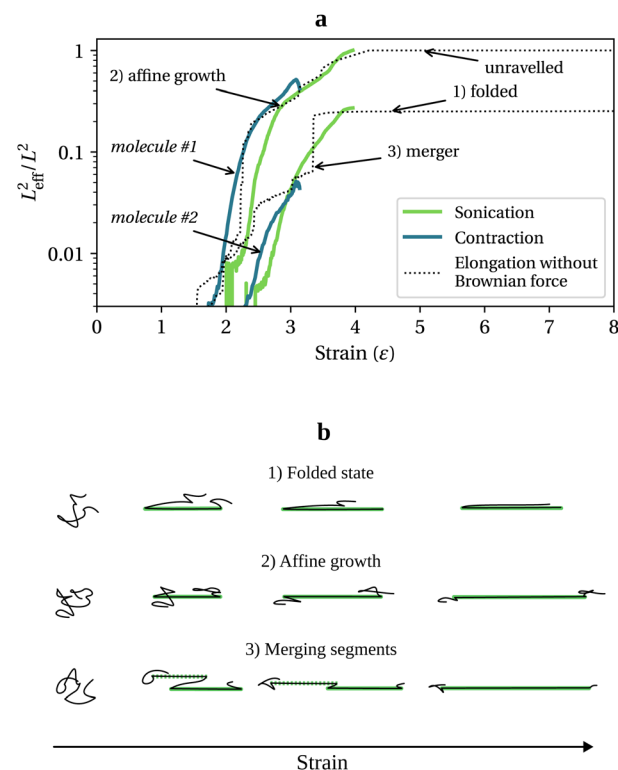 a
1
0.1
0.01
L²eff/L²
2) affine growth
unravelled
1) folded
molecule #1
3) merger
molecule #2
Sonication
Contraction
Elongation without
Brownian force
0 1 2 3 4 5 6 7 8
Strain (ε)
b
1) Folded state
2) Affine growth
3) Merging segments
Strain